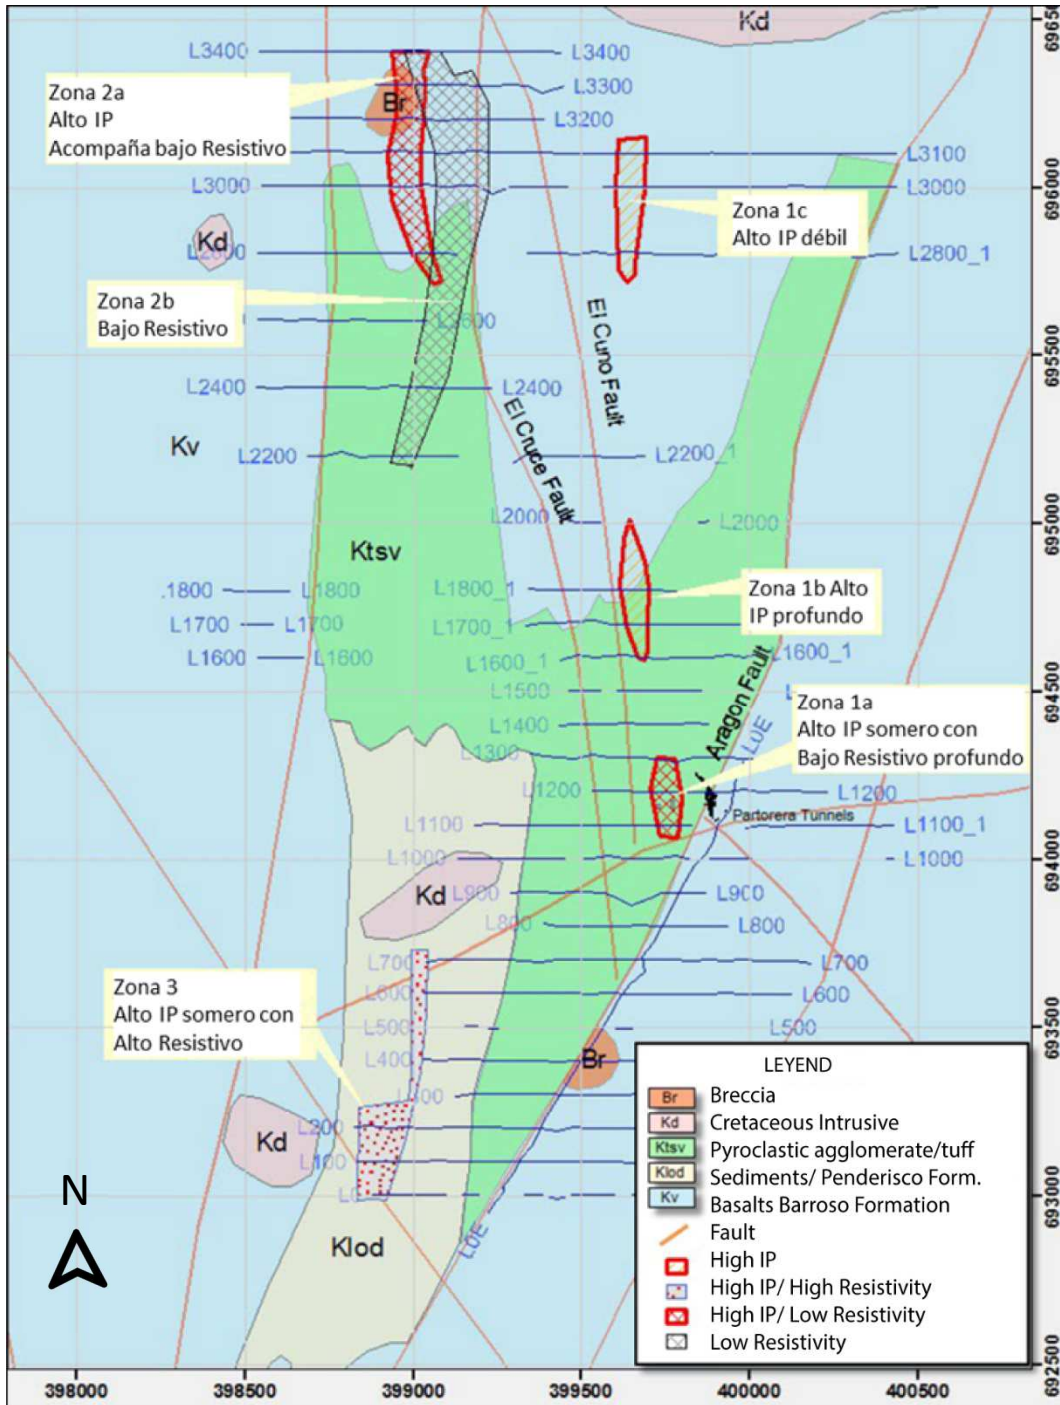 Kd
696500
L3400
L3400
Zona 2a
Alto IP
Acompaña bajo Resistivo
Br
L3300
L3200
L3100
L3000
L3000
696000
Zona 1c
Alto IP débil
Kd
L2800_1
Zona 2b
Bajo Resistivo
El Cuno Fault
695500
L2400
L2400
El Cruce Fault
Kv
L2200
L2200_1
L2000
L2000
695000
Ktsv
.1800
L1800
L1800_1
Zona 1b Alto
IP profundo
L1700
L1700
L1700_1
L1600
L1600
L1600_1
L1600_1
L1500
694500
Aragon Fault
Zona 1a
Alto IP somero con
Bajo Resistivo profundo
L1400
LUE
L1300
L1200
L1200
Partorera Tunnels
L1100
L1100_1
L1000
L1000
694000
Kd
L900
L900
L800
L800
L700
L700
Zona 3
Alto IP somero con
Alto Resistivo
L600
L600
L500
L500
693500
L400
Br
L200
Kd
L100
L0
693000
Klod
LUE
N
LEYEND
Br Breccia
Kd Cretaceous Intrusive
Ktsv Pyroclastic agglomerate/tuff
Klod Sediments/ Penderisco Form.
Kv Basalts Barroso Formation
Fault
High IP
High IP/ High Resistivity
High IP/ Low Resistivity
Low Resistivity
692500
398000 398500 399000 399500 400000 400500